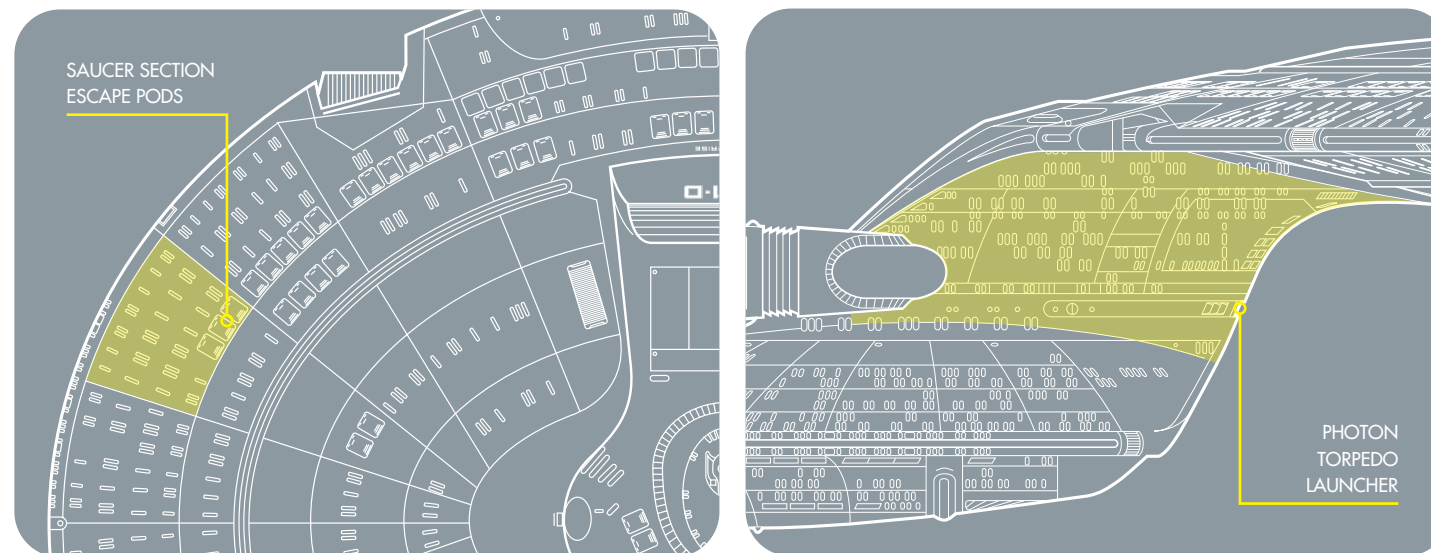 SAUCER SECTION
ESCAPE PODS
PHOTON
TORPEDO
LAUNCHER